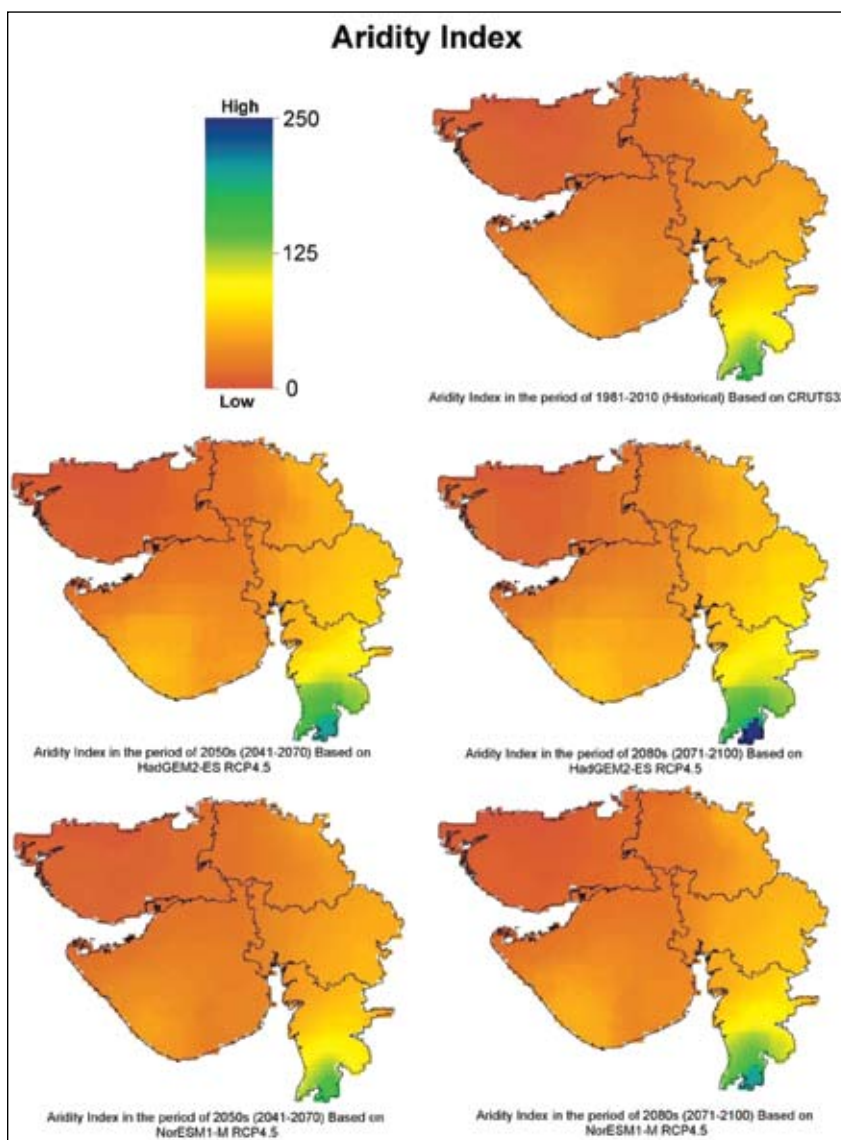 Aridity Index
High
250
125
0
Low
Aridity Index in the period of 1981-2010 (Historical) Based on CRUTS3
Aridity Index in the period of 2050s (2041-2070) Based on
HadGEM2-ES RCP4.5
Aridity Index in the period of 2080s (2071-2100) Based on
HadGEM2-ES RCP4.5
Aridity Index in the period of 2050s (2041-2070) Based on
NorESM1-M RCP4.5
Aridity Index in the period of 2080s (2071-2100) Based on
NorESM1-M RCP4.5